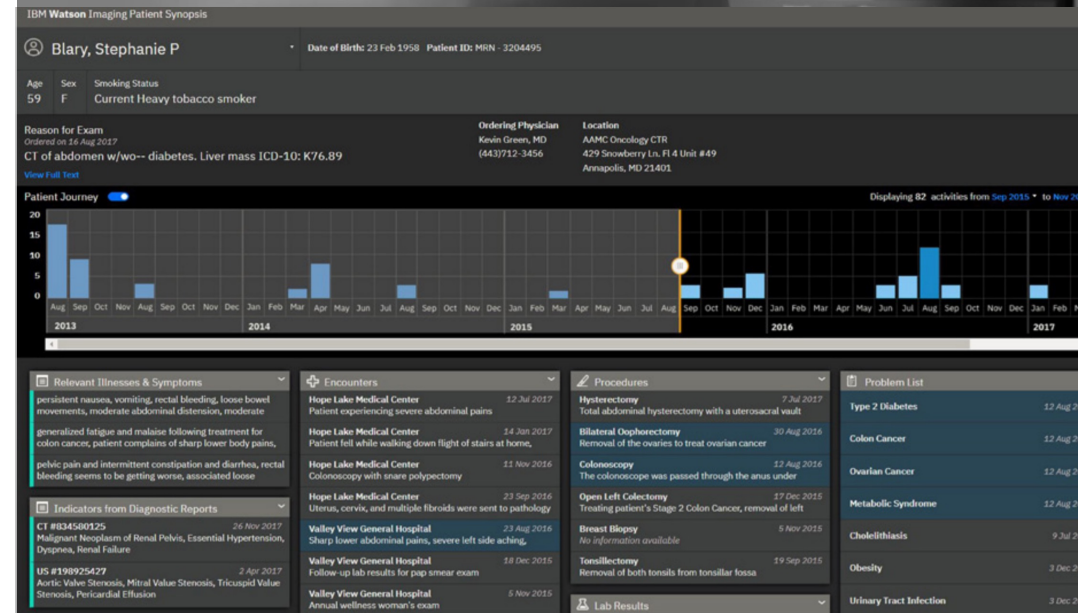 IBM Watson Imaging Patient Synopsis
Blary, Stephanie P
Date of Birth: 23 Feb 1958 Patient ID: MRN - 3204495
Age Sex Smoking Status
59 F Current Heavy tobacco smoker
Reason for Exam
Ordered on 16 Aug 2017
CT of abdomen w/wo-- diabetes. Liver mass ICD-10: K76.89
View Full Text
Ordering Physician
Kevin Green, MD
(443)712-3456
Location
AAMC Oncology CTR
429 Snowberry Ln. Fl 4 Unit #49
Annapolis, MD 21401
Patient Journey
Displaying 82 activities from Sep 2015 to Nov
20
15
10
5
0
Aug Sep Oct Nov Aug Sep Oct Nov Dec Jan Feb Mar Apr May Jun Jul Aug Sep Oct Nov Dec Jan Feb Mar Apr May Jun Jul Aug Sep Oct Nov Dec Jan Feb Mar Apr May Jun Jul Aug Sep Oct Nov Dec Jan Feb
2013 2014 2015 2016 2017
Relevant Illnesses & Symptoms
persistent nausea, vomiting, rectal bleeding, loose bowel
movements, moderate abdominal distension, moderate
generalized fatigue and malaise following treatment for
colon cancer, patient complains of sharp lower body pains,
pelvic pain and intermittent constipation and diarrhea, rectal
bleeding seems to be getting worse, associated loose
Indicators from Diagnostic Reports
CT #834580125 26 Nov 2017
Malignant Neoplasm of Renal Pelvis, Essential Hypertension,
Dyspnea, Renal Failure
US #198925427 2 Apr 2017
Aortic Valve Stenosis, Mitral Value Stenosis, Tricuspid Value
Stenosis, Pericardial Effusion
Encounters
Hope Lake Medical Center 12 Jul 2017
Patient experiencing severe abdominal pains
Hope Lake Medical Center 14 Jan 2017
Patient fell while walking down flight of stairs at home,
Hope Lake Medical Center 11 Nov 2016
Colonoscopy with snare polypectomy
Hope Lake Medical Center 23 Sep 2016
Uterus, cervix, and multiple fibroids were sent to pathology
Valley View General Hospital 23 Aug 2016
Sharp lower abdominal pains, severe left side aching,
Valley View General Hospital 18 Dec 2015
Follow-up lab results for pap smear exam
Valley View General Hospital 5 Nov 2015
Annual wellness woman's exam
Procedures
Hysterectomy 7 Jul 2017
Total abdominal hysterectomy with a uterosacral vault
Bilateral Oophorectomy 30 Aug 2016
Removal of the ovaries to treat ovarian cancer
Colonoscopy 12 Aug 2016
The colonoscope was passed through the anus under
Open Left Colectomy 17 Dec 2015
Treating patient's Stage 2 Colon Cancer, removal of left
Breast Biopsy 5 Nov 2015
No information available
Tonsillectomy 19 Sep 2015
Removal of both tonsils from tonsillar fossa
Lab Results
Problem List
Type 2 Diabetes 12 Aug
Colon Cancer 12 Aug
Ovarian Cancer 12 Aug
Metabolic Syndrome 12 Aug
Cholelithiasis 9 Jul
Obesity 3 Dec
Urinary Tract Infection 3 Dec